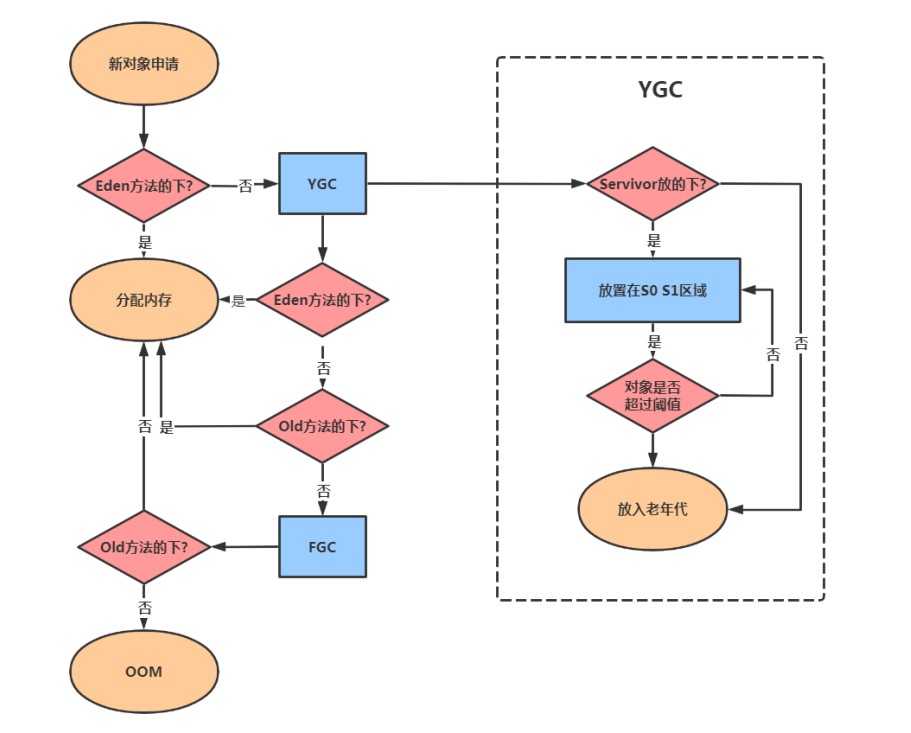 新对象申请
Eden方法的下?
否
YGC
是
分配内存
是
Eden方法的下?
否
Old方法的下?
否
是
否
FGC
Old方法的下?
否
OOM
YGC
Servivor放的下?
是
放置在S0 S1区域
是
否
否
对象是否
超过阈值
放入老年代